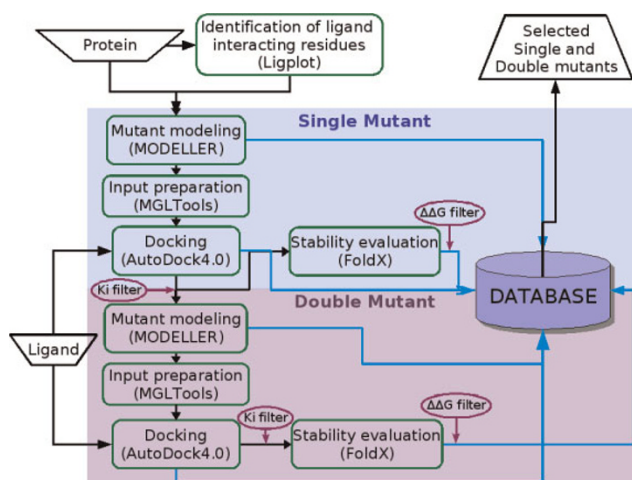 Protein
Identification of ligand
interacting residues
(Ligplot)
Selected
Single and
Double mutants
Single Mutant
Mutant modeling
(MODELLER)
Input preparation
(MGLTools)
ΔΔG filter
Docking
(AutoDock4.0)
Stability evaluation
(FoldX)
Ki filter
DATABASE
Double Mutant
Mutant modeling
(MODELLER)
Ligand
Input preparation
(MGLTools)
Ki filter
ΔΔG filter
Docking
(AutoDock4.0)
Stability evaluation
(FoldX)